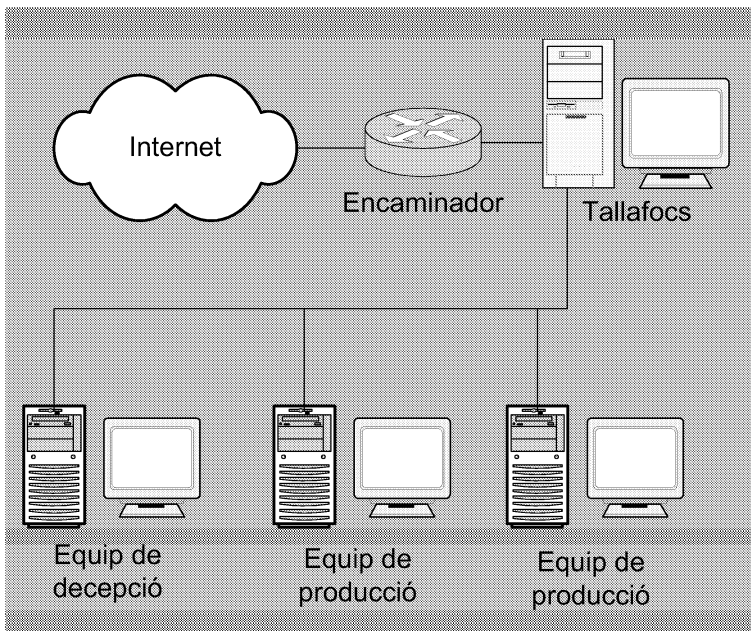 Internet
Encaminador
Tallafocs
Equip de
decepció
Equip de
producció
Equip de
producció